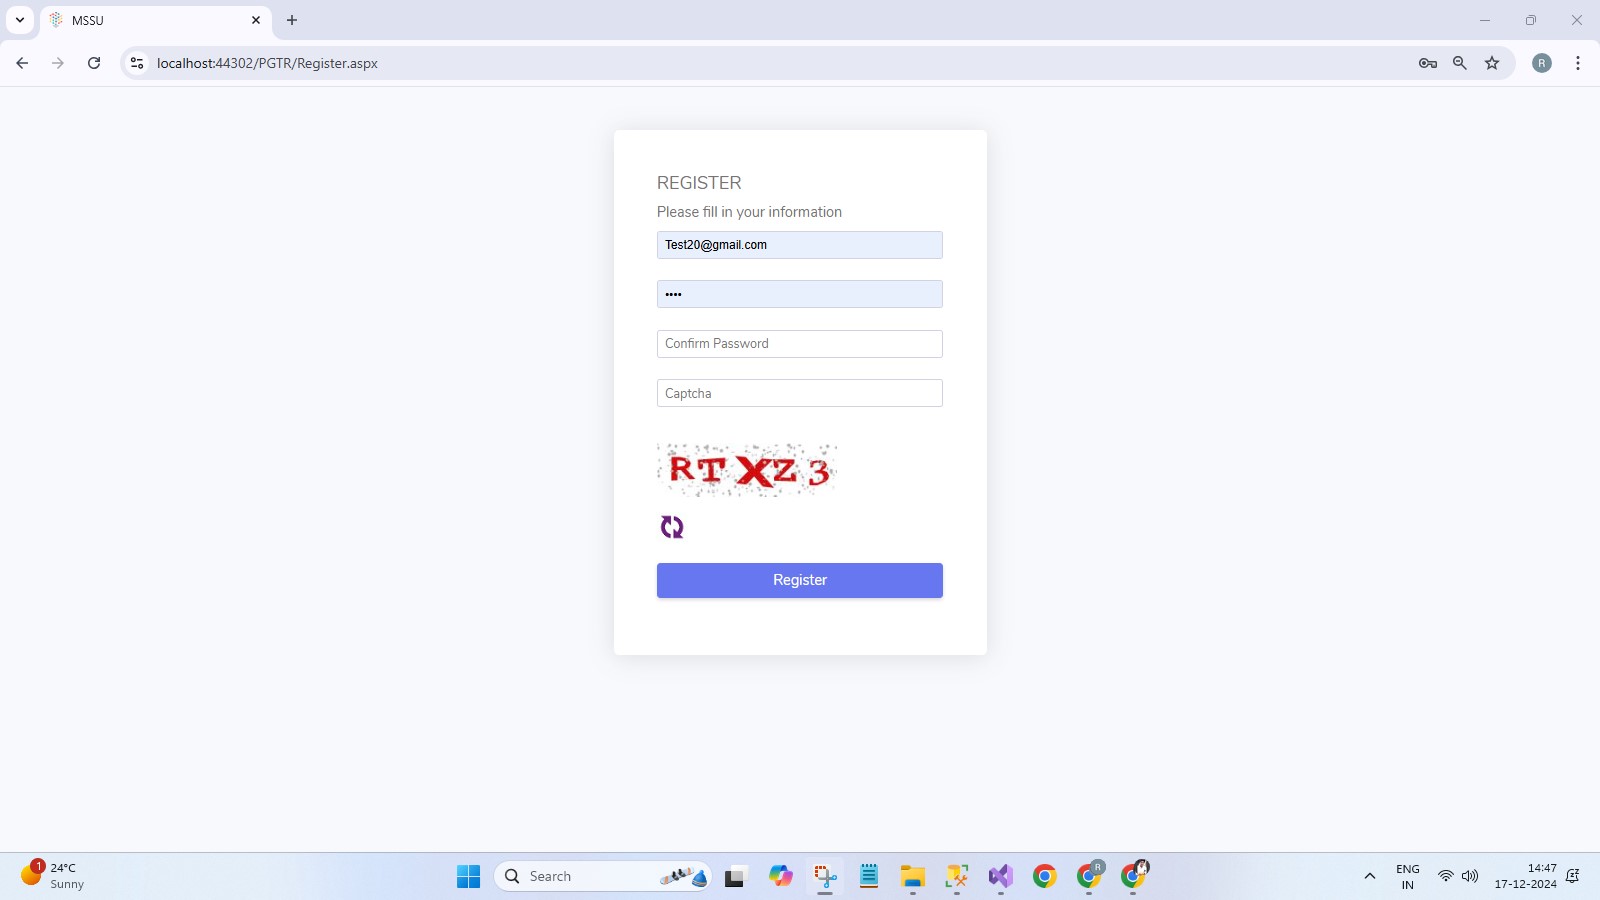 MSSU
localhost:44302/PGTR/Register.aspx
R
REGISTER
Please fill in your information
Test20@gmail.com
••••
Confirm Password
Captcha
RTXZ3
Register
1
24°C
Sunny
Search
R
ENG
IN
14:47
17-12-2024